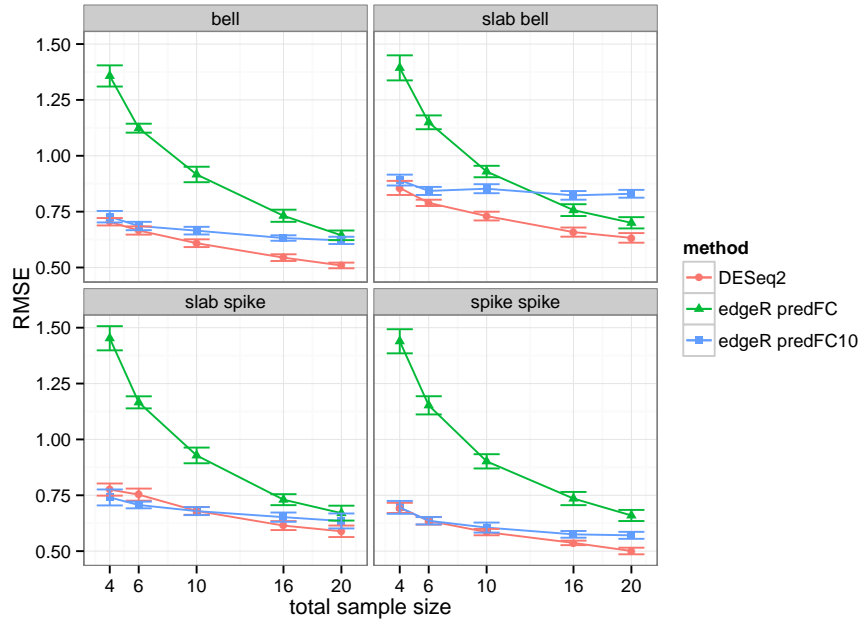 bell
slab bell
1.50
1.25
1.00
0.75
0.50
slab spike
spike spike
1.50
1.25
1.00
0.75
0.50
RMSE
4 6 10 16 20
4 6 10 16 20
total sample size
method
DESeq2
edgeR predFC
edgeR predFC10